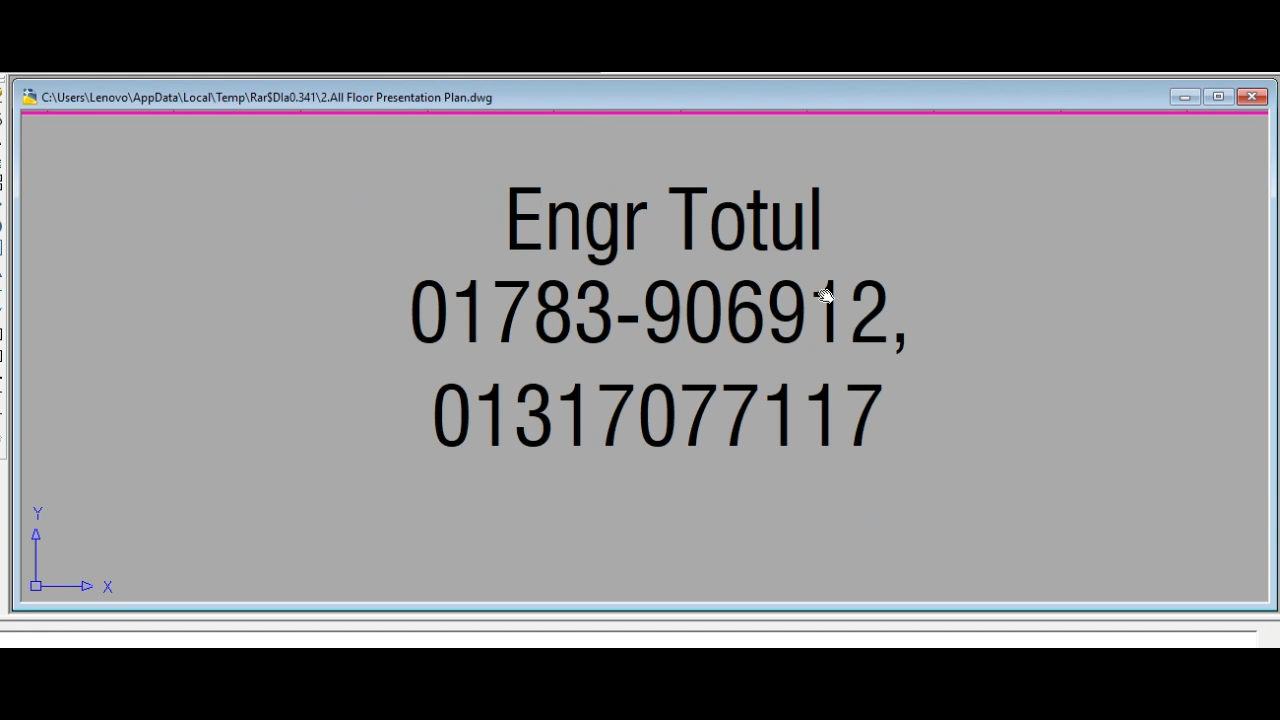 C:\Users\Lenovo\AppData\Local\Temp\Rar$DIa0.341\2.All Floor Presentation Plan.dwg
Engr Totul
01783-906912,
01317077117
Y
X